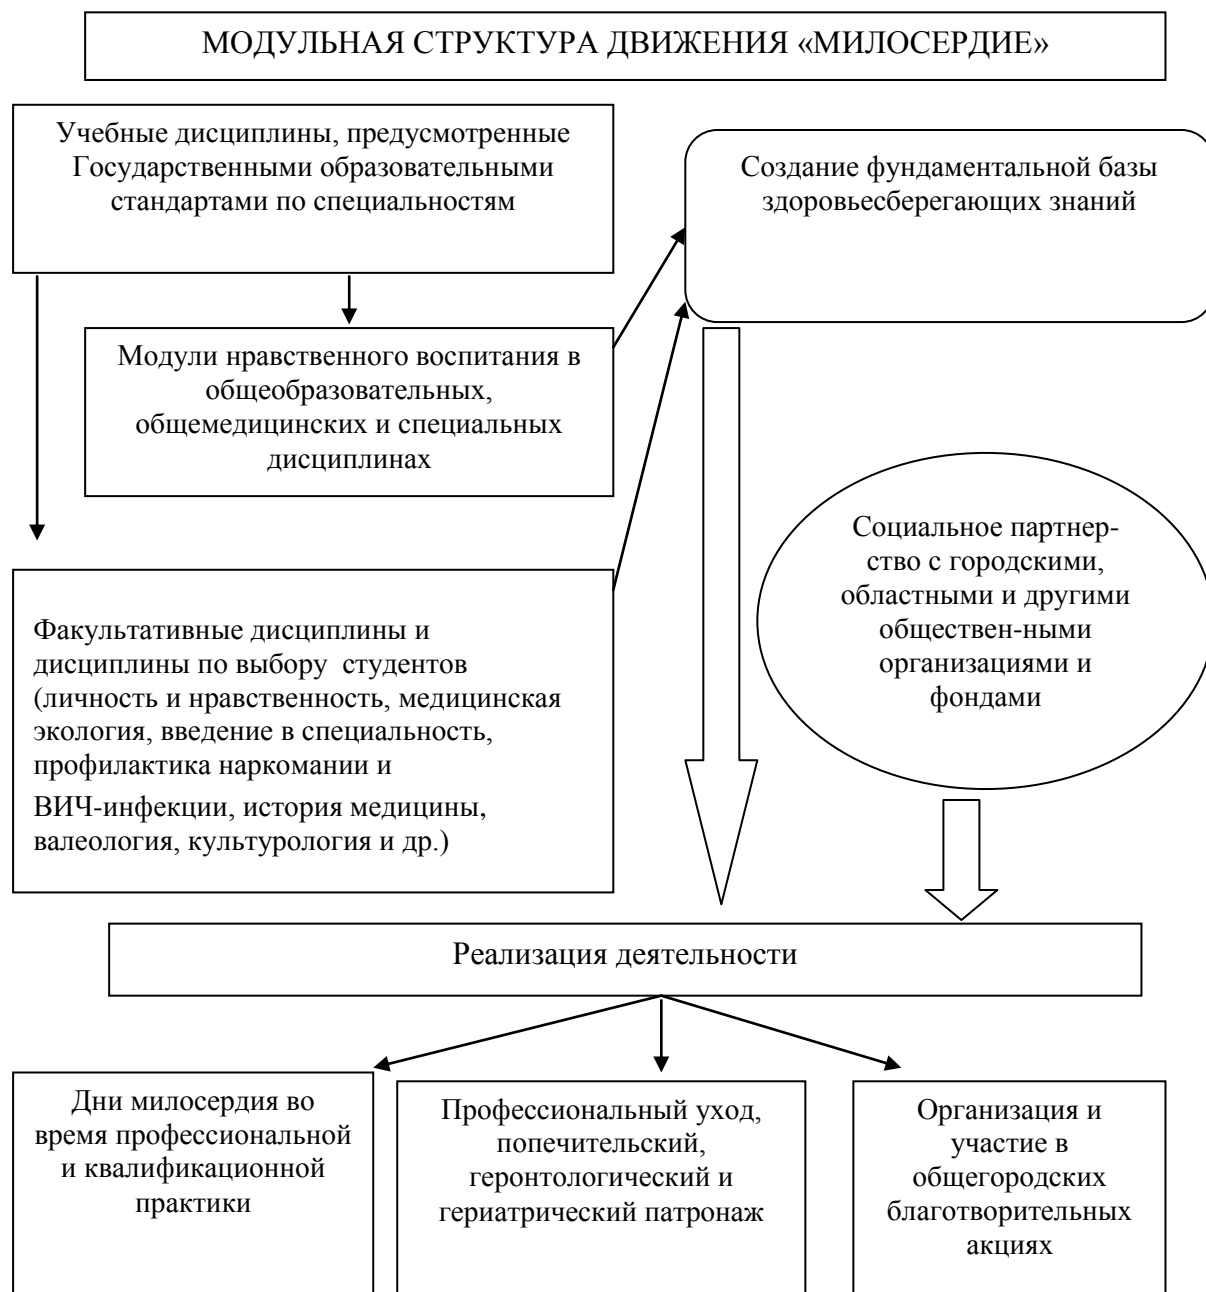 МОДУЛЬНАЯ СТРУКТУРА ДВИЖЕНИЯ «МИЛОСЕРДИЕ»
Учебные дисциплины, предусмотренные
Государственными образовательными
стандартами по специальностям
Создание фундаментальной базы
здоровьесберегающих знаний
Модули нравственного воспитания в
общеобразовательных,
общемедицинских и специальных
дисциплинах
Социальное партнер-
ство с городскими,
областными и другими
обществен-ными
организациями и
фондами
Факультативные дисциплины и
дисциплины по выбору студентов
(личность и нравственность, медицинская
экология, введение в специальность,
профилактика наркомании и
ВИЧ-инфекции, история медицины,
валеология, культурология и др.)
Реализация деятельности
Дни милосердия во
время профессиональной
и квалификационной
практики
Профессиональный уход,
попечительский,
геронтологический и
гериатрический патронаж
Организация и
участие в
общегородских
благотворительных
акциях